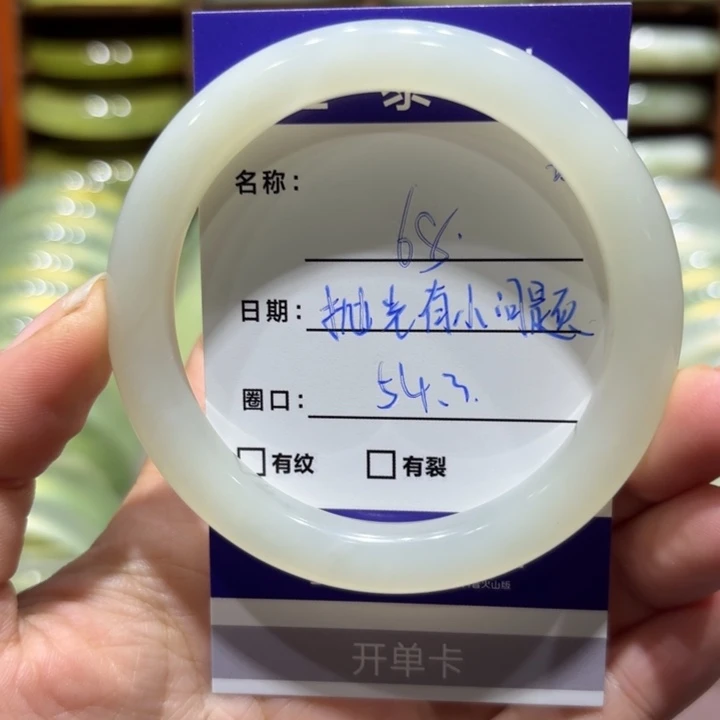 名称：
68.
日期：抛光有小问题
圈口：54.3.
□有纹 □有裂
开单卡